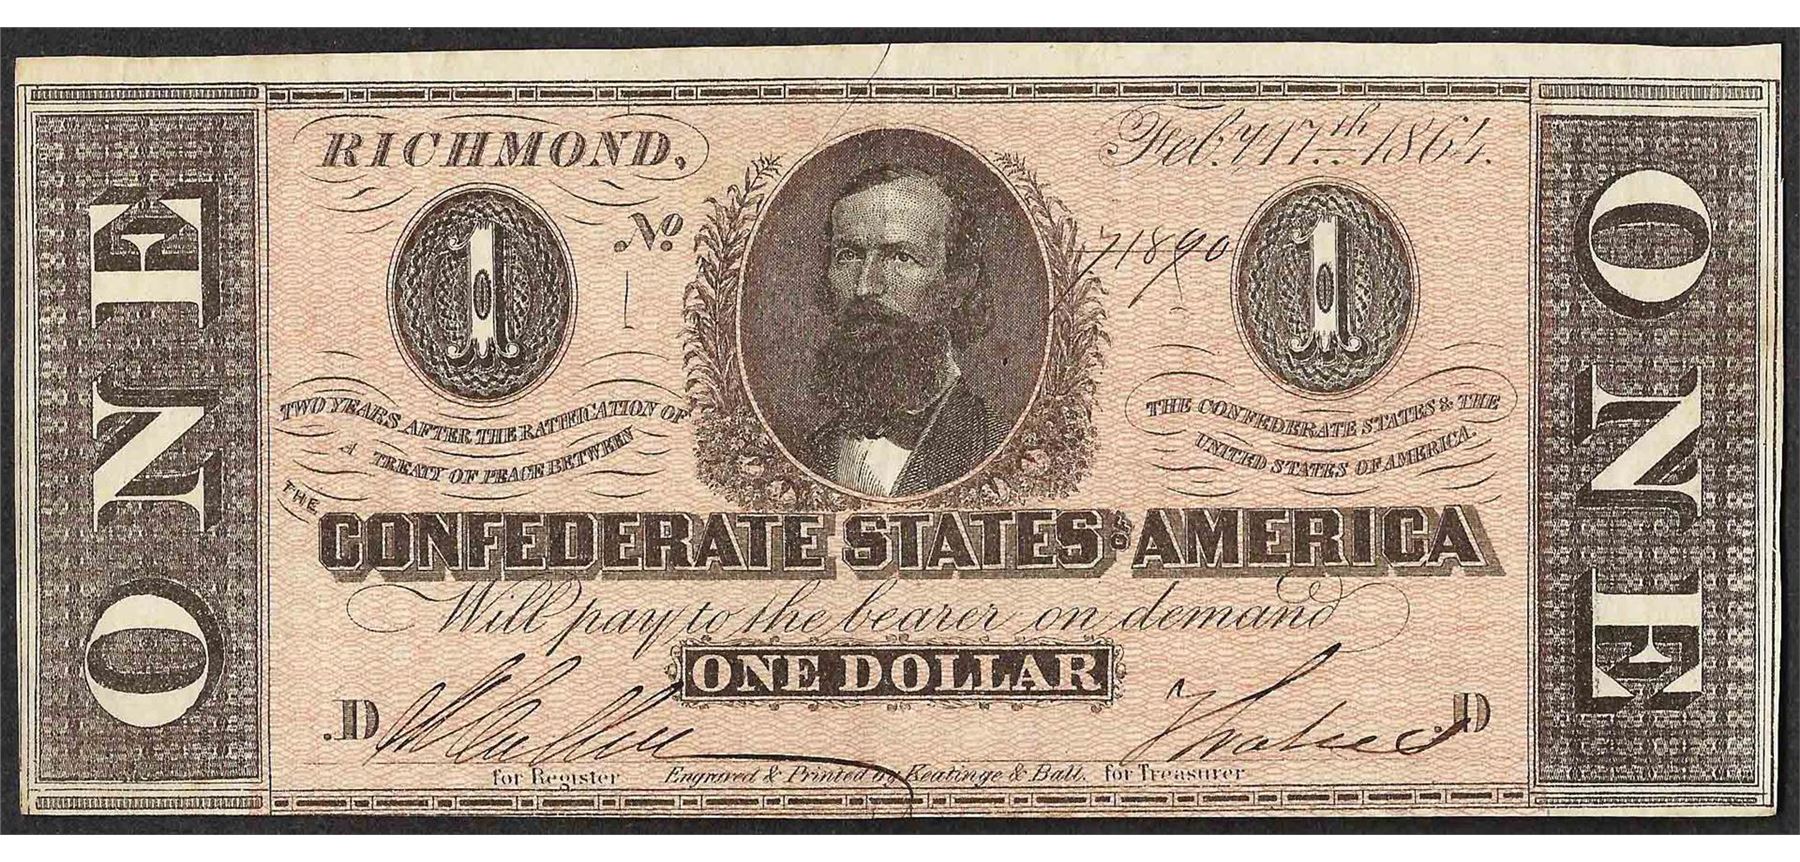 ONE
RICHMOND,
Feb.y 17th 1864.
1
No
71890
1
TWO YEARS AFTER THE RATIFICATION OF
A TREATY OF PEACE BETWEEN
THE CONFEDERATE STATES & THE
UNITED STATES OF AMERICA.
THE
CONFEDERATE STATES OF AMERICA
Will pay to the bearer on demand
ONE DOLLAR
.D
.D
for Register
Engraved & Printed by Keatinge & Ball.
for Treasurer
ONE